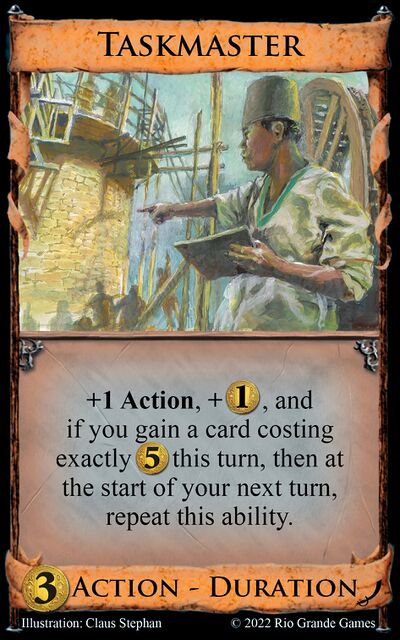 TASKMASTER
+1 Action, +1, and
if you gain a card costing
exactly 5 this turn, then at
the start of your next turn,
repeat this ability.
3 ACTION - DURATION
Illustration: Claus Stephan © 2022 Rio Grande Games